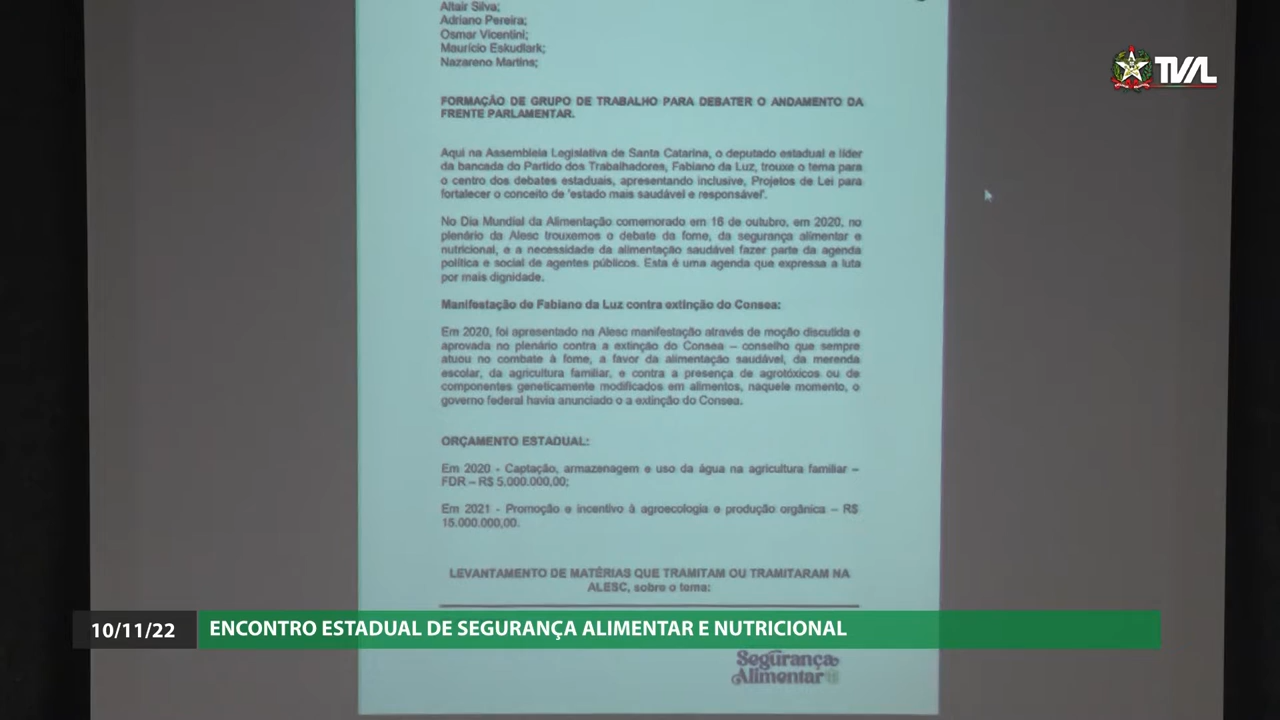 Altair Silva;
Adriano Pereira;
Osmar Vicentini;
Maurício Eskudlark;
Nazareno Martins;
FORMAÇÃO DE GRUPO DE TRABALHO PARA DEBATER O ANDAMENTO DA
FRENTE PARLAMENTAR.
Aqui na Assembleia Legislativa de Santa Catarina, o deputado estadual e líder
da bancada do Partido dos Trabalhadores, Fabiano da Luz, trouxe o tema para
o centro dos debates estaduais, apresentando inclusive, Projetos de Lei para
fortalecer o conceito de 'estado mais saudável e responsável'.
No Dia Mundial da Alimentação comemorado em 16 de outubro, em 2020, no
plenário da Alesc trouxemos o debate da fome, da segurança alimentar e
nutricional, e a necessidade da alimentação saudável fazer parte da agenda
política e social de agentes públicos. Esta é uma agenda que expressa a luta
por mais dignidade.
Manifestação de Fabiano da Luz contra extinção do Consea:
Em 2020, foi apresentado na Alesc manifestação através de moção discutida e
aprovada no plenário contra a extinção do Consea – conselho que sempre
atuou no combate à fome, a favor da alimentação saudável, da merenda
escolar, da agricultura familiar, e contra a presença de agrotóxicos ou de
componentes geneticamente modificados em alimentos, naquele momento, o
governo federal havia anunciado o a extinção do Consea.
ORÇAMENTO ESTADUAL:
Em 2020 - Captação, armazenagem e uso da água na agricultura familiar –
FDR – R$ 5.000.000,00;
Em 2021 - Promoção e incentivo à agroecologia e produção orgânica – R$
15.000.000,00.
LEVANTAMENTO DE MATÉRIAS QUE TRAMITAM OU TRAMITARAM NA
ALESC, sobre o tema:
Segurança
Alimentar
TVAL
10/11/22 ENCONTRO ESTADUAL DE SEGURANÇA ALIMENTAR E NUTRICIONAL